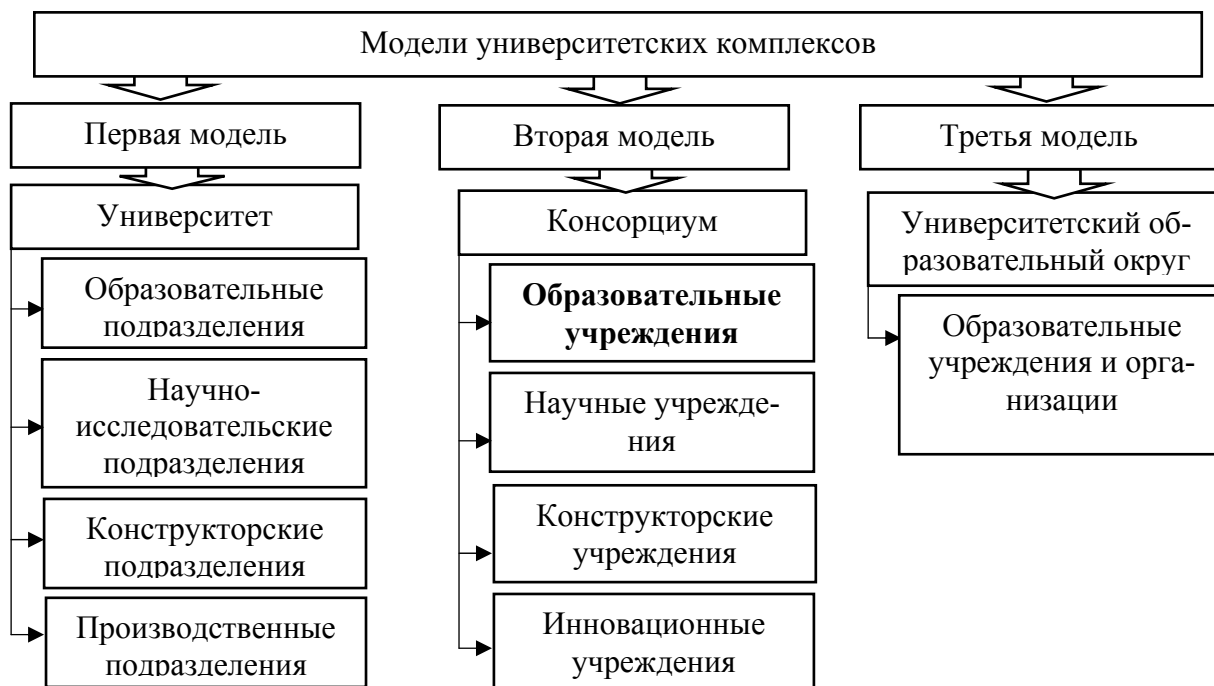 Модели университетских комплексов
Первая модель
Университет
Образовательные
подразделения
Научно-
исследовательские
подразделения
Конструкторские
подразделения
Производственные
подразделения
Вторая модель
Консорциум
Образовательные
учреждения
Научные учрежде-
ния
Конструкторские
учреждения
Инновационные
учреждения
Третья модель
Университетский об-
разовательный округ
Образовательные
учреждения и орга-
низации